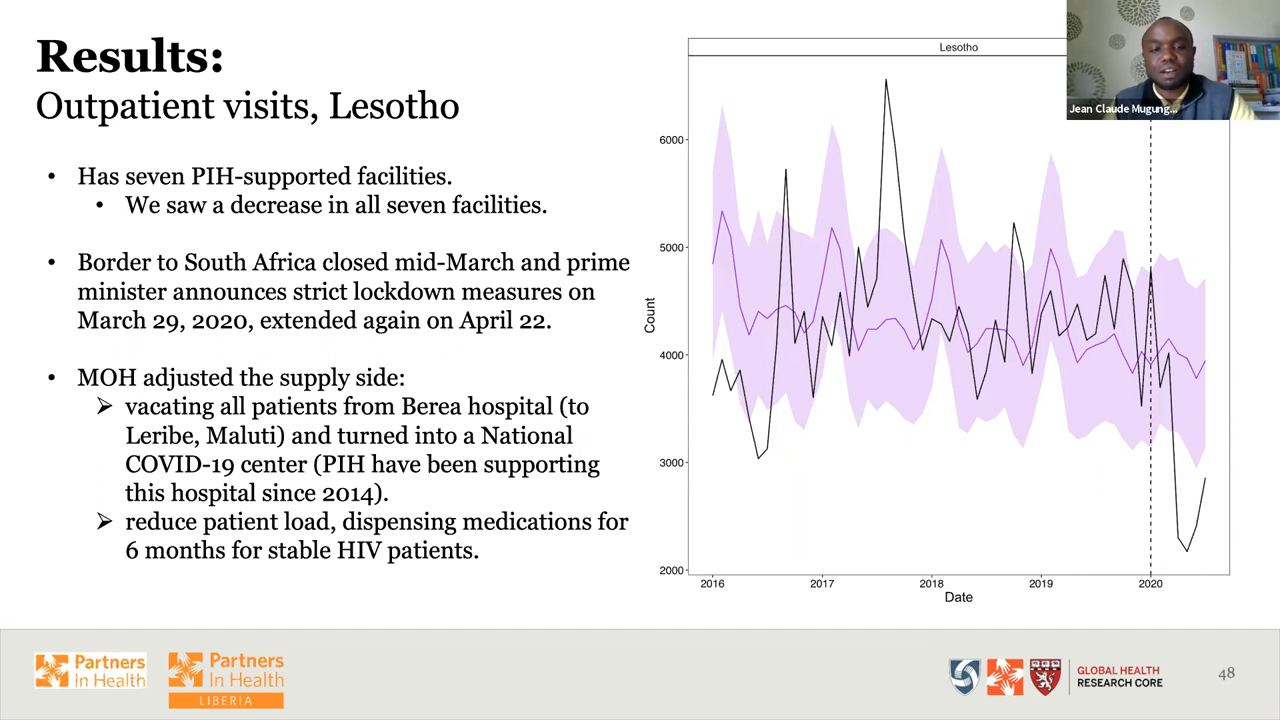 Results:
Outpatient visits, Lesotho
• Has seven PIH-supported facilities.
• We saw a decrease in all seven facilities.
• Border to South Africa closed mid-March and prime
minister announces strict lockdown measures on
March 29, 2020, extended again on April 22.
• MOH adjusted the supply side:
➢ vacating all patients from Berea hospital (to
Leribe, Maluti) and turned into a National
COVID-19 center (PIH have been supporting
this hospital since 2014).
➢ reduce patient load, dispensing medications for
6 months for stable HIV patients.
Lesotho
Count
6000
5000
4000
3000
2000
2016 2017 2018 2019 2020
Date
Jean Claude Mugung...
Partners
In Health
Partners
In Health
LIBERIA
GLOBAL HEALTH
RESEARCH CORE
48